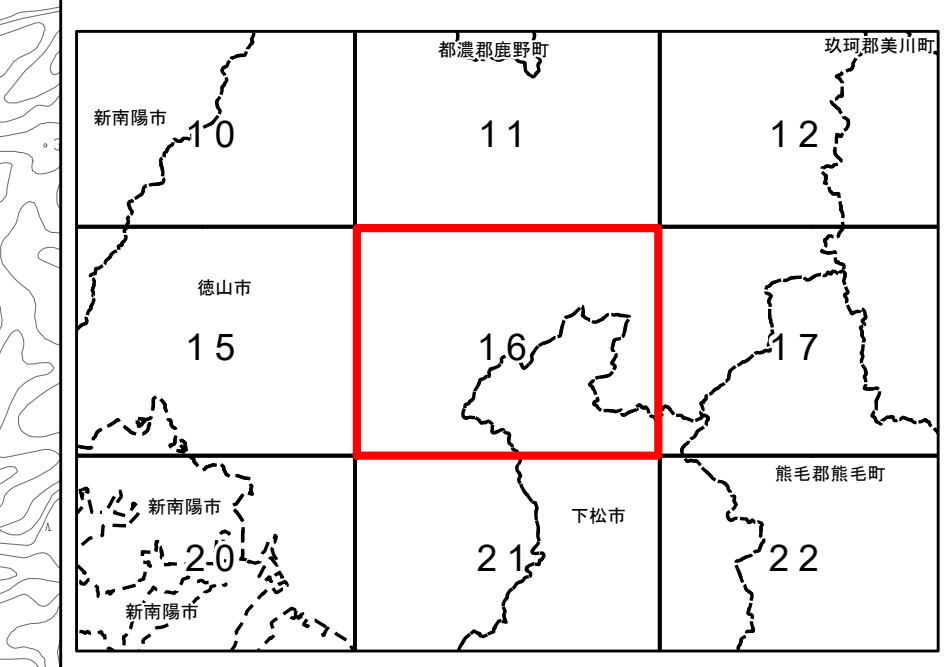 都濃郡鹿野町
玖珂郡美川町
新南陽市
10
11
12
徳山市
15
16
17
熊毛郡熊毛町
新南陽市
下松市
20
21
22
新南陽市